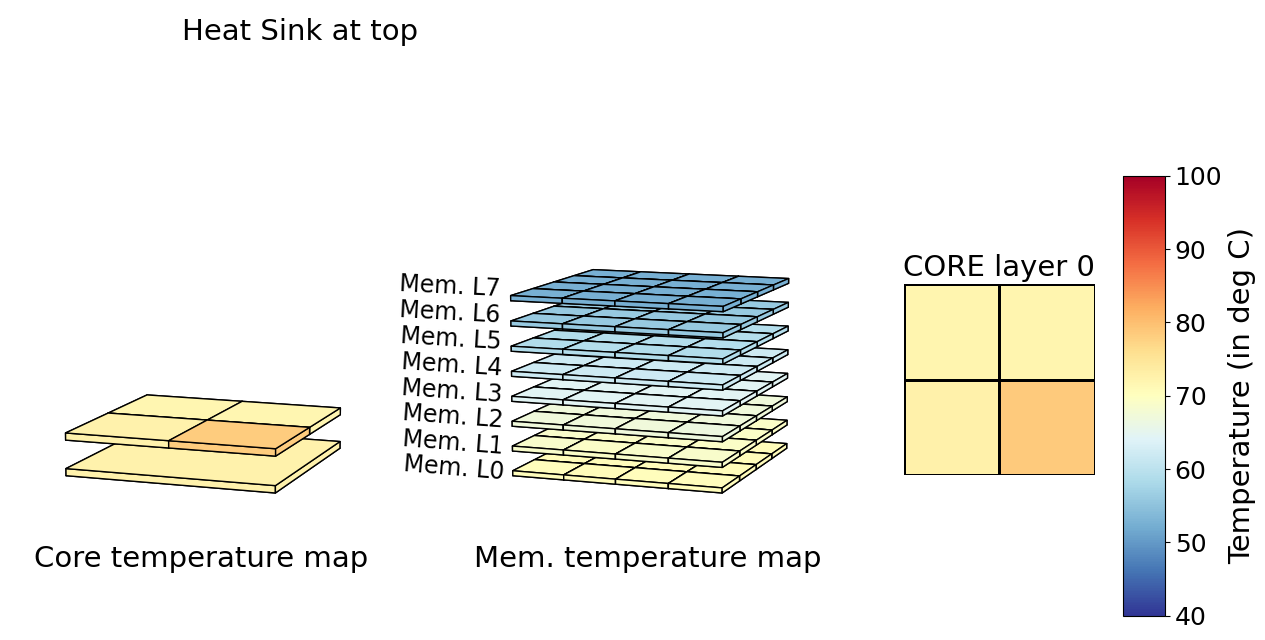 Heat Sink at top
Mem. L7
Mem. L6
Mem. L5
Mem. L4
Mem. L3
Mem. L2
Mem. L1
Mem. L0
Core temperature map
Mem. temperature map
CORE layer 0
100
90
80
70
60
50
40
Temperature (in deg C)